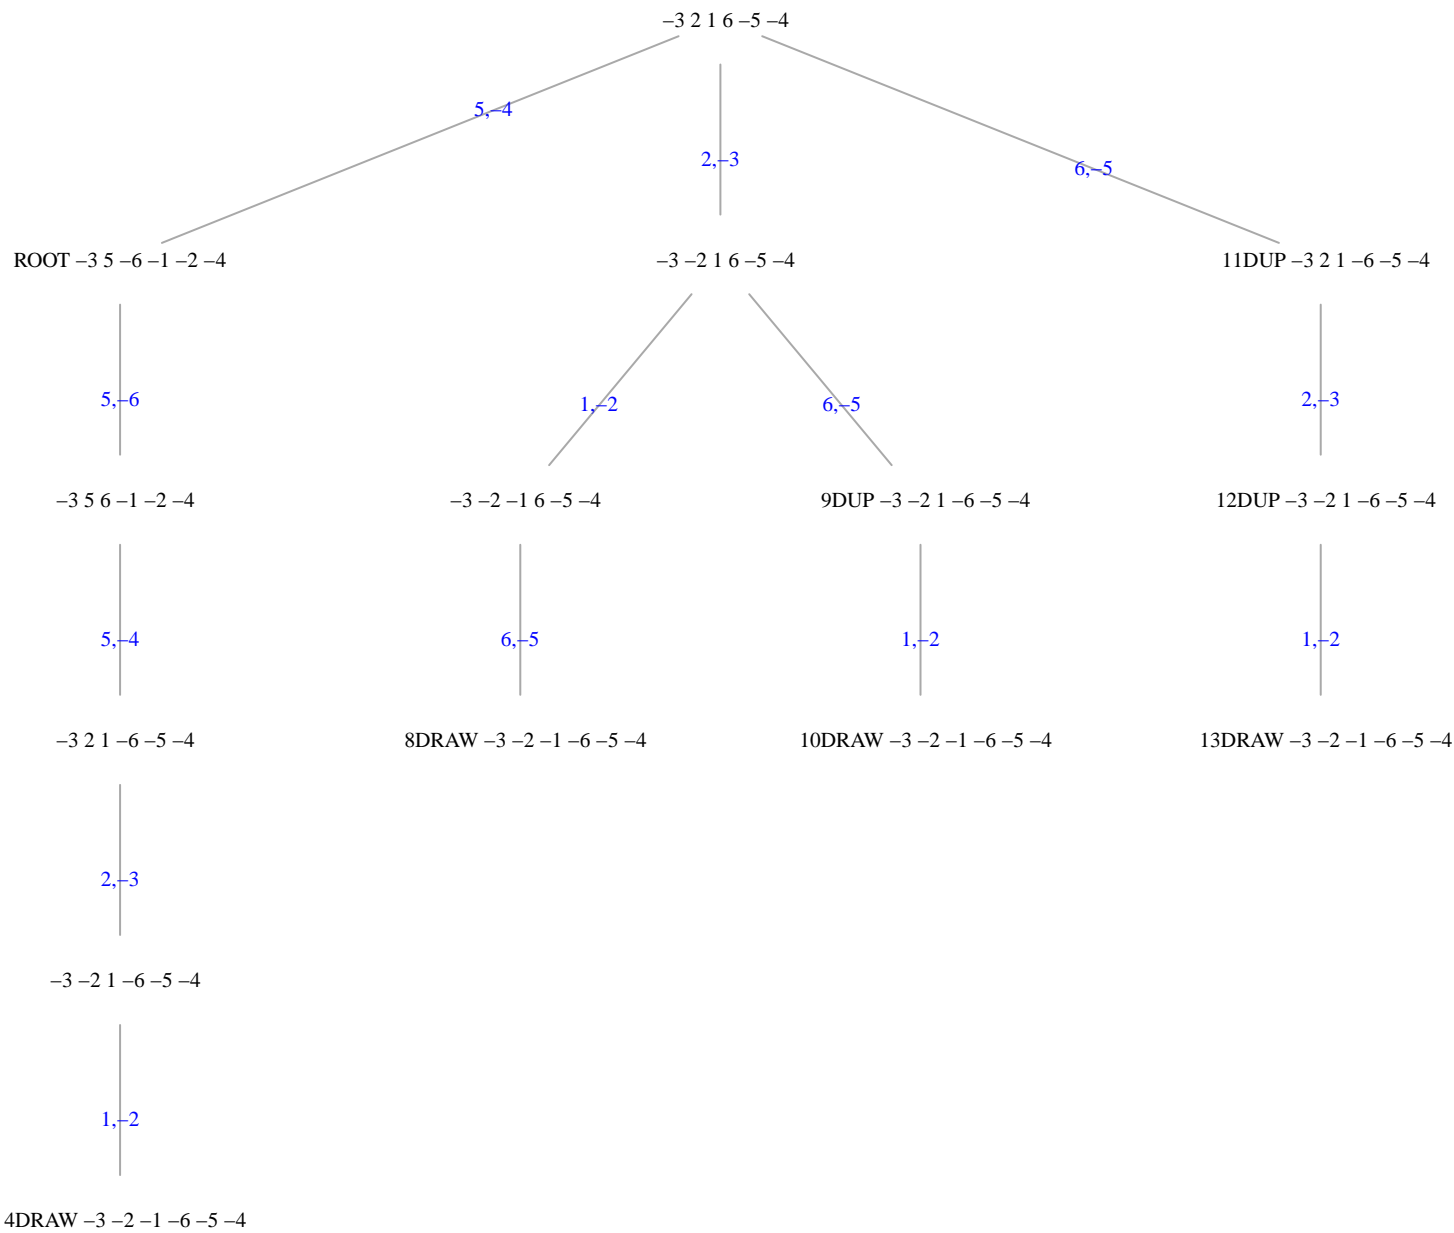 –3 2 1 6 –5 –4
5,–4
2,–3
6,–5
ROOT –3 5 –6 –1 –2 –4
–3 –2 1 6 –5 –4
11DUP –3 2 1 –6 –5 –4
5,–6
1,–2
6,–5
2,–3
–3 5 6 –1 –2 –4
–3 –2 –1 6 –5 –4
9DUP –3 –2 1 –6 –5 –4
12DUP –3 –2 1 –6 –5 –4
5,–4
6,–5
1,–2
1,–2
–3 2 1 –6 –5 –4
8DRAW –3 –2 –1 –6 –5 –4
10DRAW –3 –2 –1 –6 –5 –4
13DRAW –3 –2 –1 –6 –5 –4
2,–3
–3 –2 1 –6 –5 –4
1,–2
4DRAW –3 –2 –1 –6 –5 –4